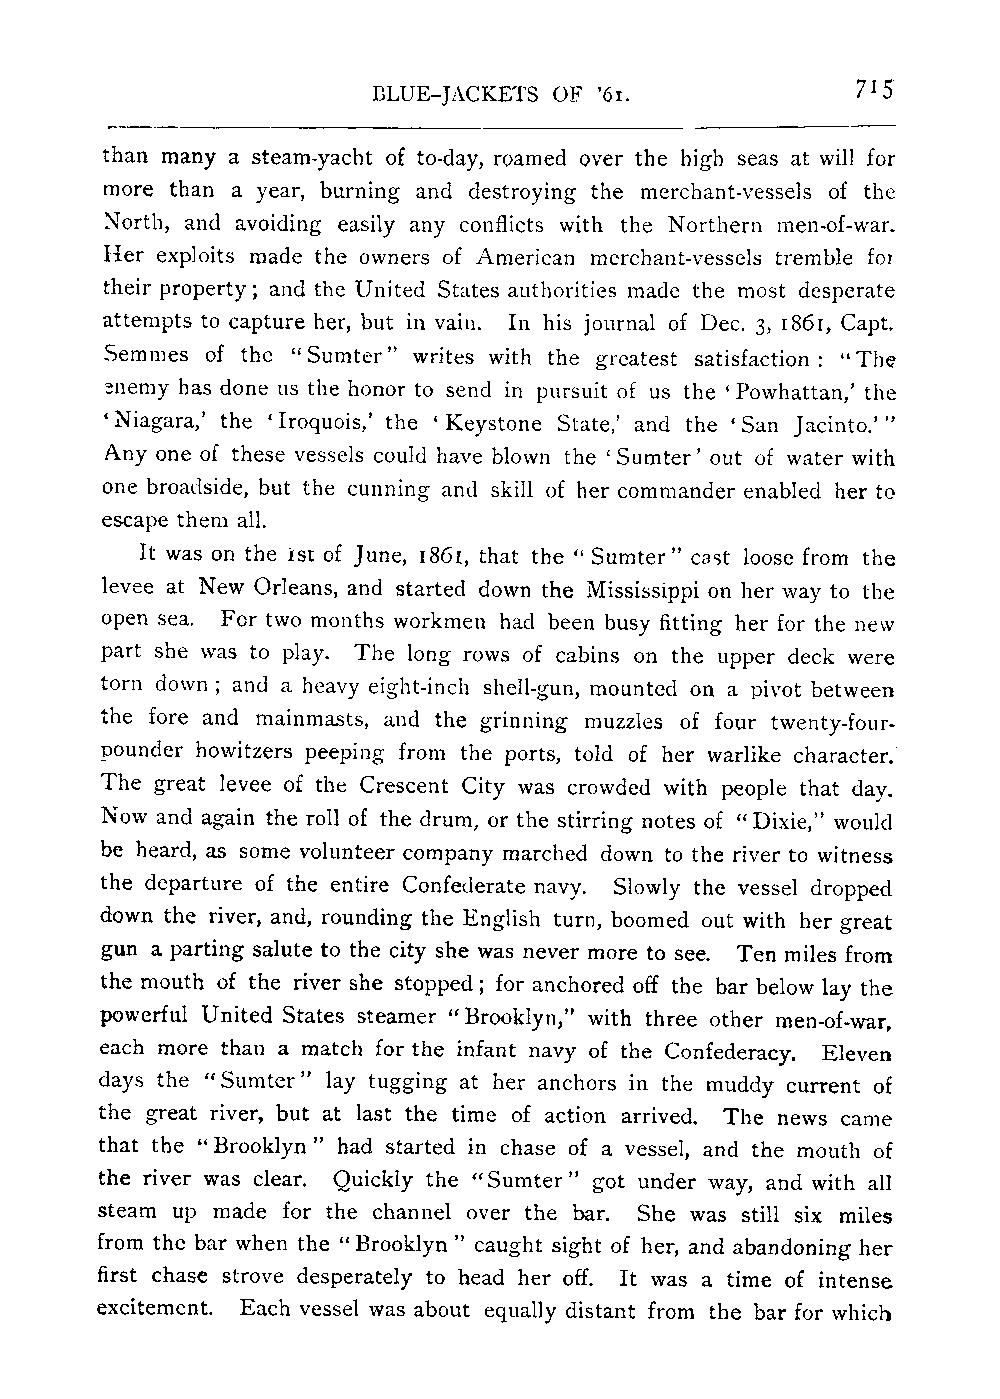 BLUE-JACKETS OF '61. 715
than many a steam-yacht of to-day, roamed over the high seas at will for
more than a year, burning and destroying the merchant-vessels of the
North, and avoiding easily any conflicts with the Northern men-of-war.
Her exploits made the owners of American merchant-vessels tremble for
their property; and the United States authorities made the most desperate
attempts to capture her, but in vain. In his journal of Dec. 3, 1861, Capt.
Semmes of the "Sumter" writes with the greatest satisfaction: "The
enemy has done us the honor to send in pursuit of us the 'Powhattan,' the
'Niagara,' the 'Iroquois,' the 'Keystone State,' and the 'San Jacinto.'"
Any one of these vessels could have blown the 'Sumter' out of water with
one broadside, but the cunning and skill of her commander enabled her to
escape them all.
It was on the 1st of June, 1861, that the "Sumter" cast loose from the
levee at New Orleans, and started down the Mississippi on her way to the
open sea. For two months workmen had been busy fitting her for the new
part she was to play. The long rows of cabins on the upper deck were
torn down; and a heavy eight-inch shell-gun, mounted on a pivot between
the fore and mainmasts, and the grinning muzzles of four twenty-four-
pounder howitzers peeping from the ports, told of her warlike character.
The great levee of the Crescent City was crowded with people that day.
Now and again the roll of the drum, or the stirring notes of "Dixie," would
be heard, as some volunteer company marched down to the river to witness
the departure of the entire Confederate navy. Slowly the vessel dropped
down the river, and, rounding the English turn, boomed out with her great
gun a parting salute to the city she was never more to see. Ten miles from
the mouth of the river she stopped; for anchored off the bar below lay the
powerful United States steamer "Brooklyn," with three other men-of-war,
each more than a match for the infant navy of the Confederacy. Eleven
days the "Sumter" lay tugging at her anchors in the muddy current of
the great river, but at last the time of action arrived. The news came
that the "Brooklyn" had started in chase of a vessel, and the mouth of
the river was clear. Quickly the "Sumter" got under way, and with all
steam up made for the channel over the bar. She was still six miles
from the bar when the "Brooklyn" caught sight of her, and abandoning her
first chase strove desperately to head her off. It was a time of intense
excitement. Each vessel was about equally distant from the bar for which